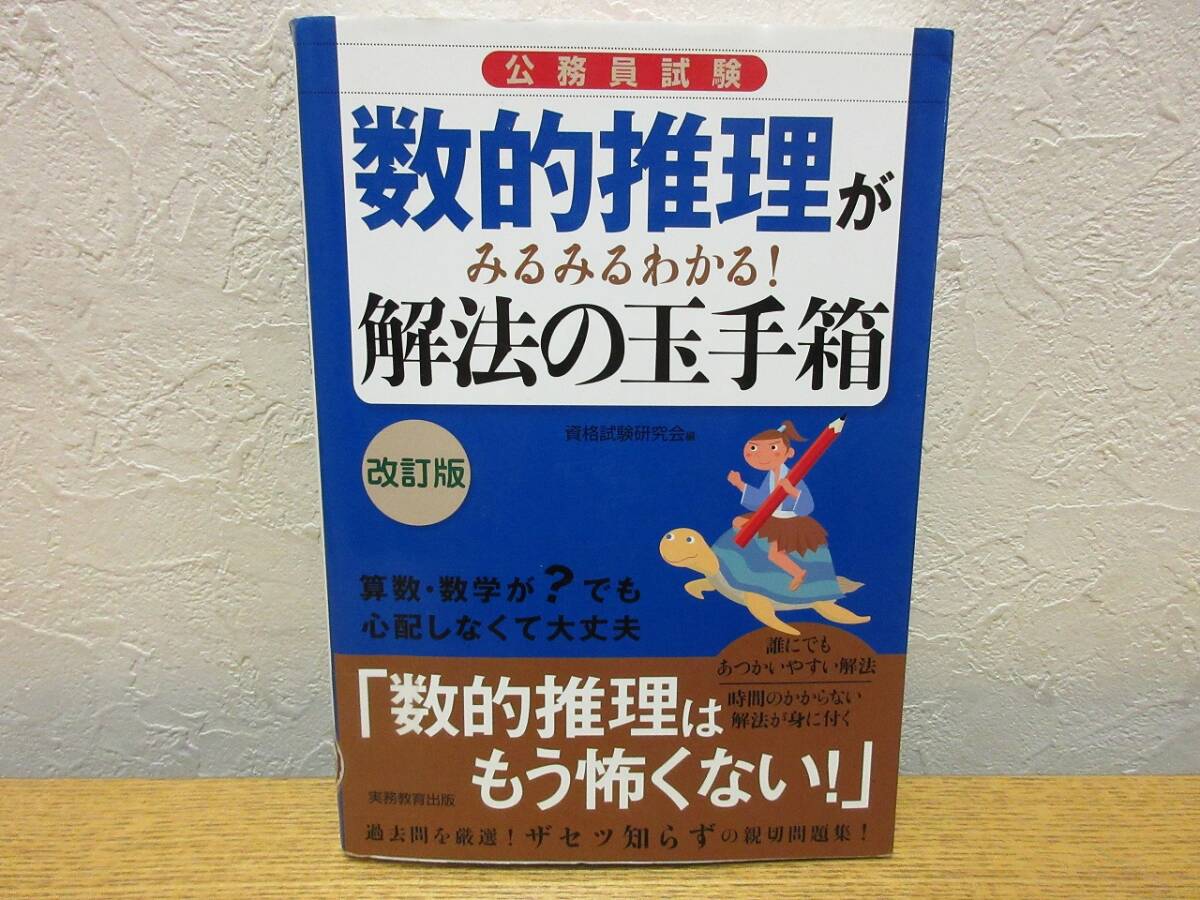 公務員試験
数的推理が
みるみるわかる!
解法の玉手箱
資格試験研究会編
改訂版
算数・数学が?でも
心配しなくて大丈夫
誰にでも
あつかいやすい解法
時間のかからない
解法が身に付く
「数的推理は
もう怖くない!」
実務教育出版
過去問を厳選!ザセツ知らずの親切問題集!